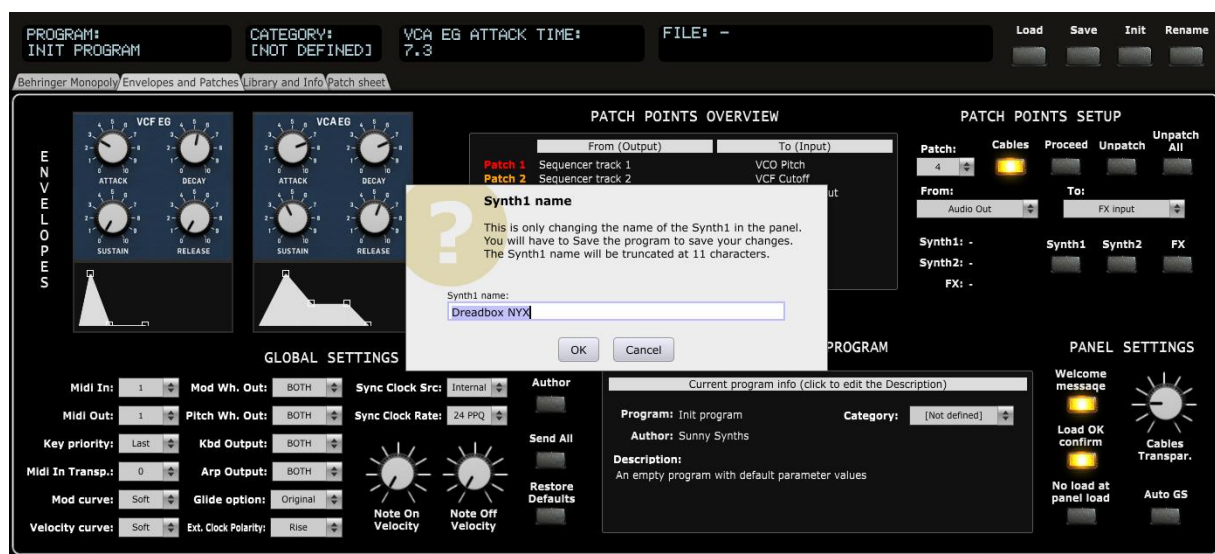 PROGRAM:
INIT PROGRAM
CATEGORY:
[NOT DEFINED]
VCA EG ATTACK TIME:
7.3
FILE: -
Load Save Init Rename
Behringer Monopoly Envelopes and Patches Library and Info Patch sheet
ENVELOPES
VCF EG
ATTACK DECAY
SUSTAIN RELEASE
VCA EG
ATTACK DECAY
SUSTAIN RELEASE
PATCH POINTS OVERVIEW
From (Output) To (Input)
Patch 1 Sequencer track 1 VCO Pitch
Patch 2 Sequencer track 2 VCF Cutoff
ut
PATCH POINTS SETUP
Patch: 4 Cables Proceed Unpatch Unpatch All
From: To:
Audio Out FX input
Synth1: -
Synth2: -
FX: -
Synth1 Synth2 FX
?
Synth1 name
This is only changing the name of the Synth1 in the panel.
You will have to Save the program to save your changes.
The Synth1 name will be truncated at 11 characters.
Synth1 name:
Dreadbox NYX
OK Cancel
GLOBAL SETTINGS
Midi In: 1 Mod Wh. Out: BOTH Sync Clock Src: Internal
Midi Out: 1 Pitch Wh. Out: BOTH Sync Clock Rate: 24 PPQ
Key priority: Last Kbd Output: BOTH
Midi In Transp.: 0 Arp Output: BOTH
Mod curve: Soft Glide option: Original
Velocity curve: Soft Ext. Clock Polarity: Rise
Note On Velocity
Note Off Velocity
Author
Send All
Restore Defaults
PROGRAM
Current program info (click to edit the Description)
Program: Init program Category: [Not defined]
Author: Sunny Synths
Description:
An empty program with default parameter values
PANEL SETTINGS
Welcome message
Load OK confirm
Cables Transpar.
No load at panel load
Auto GS